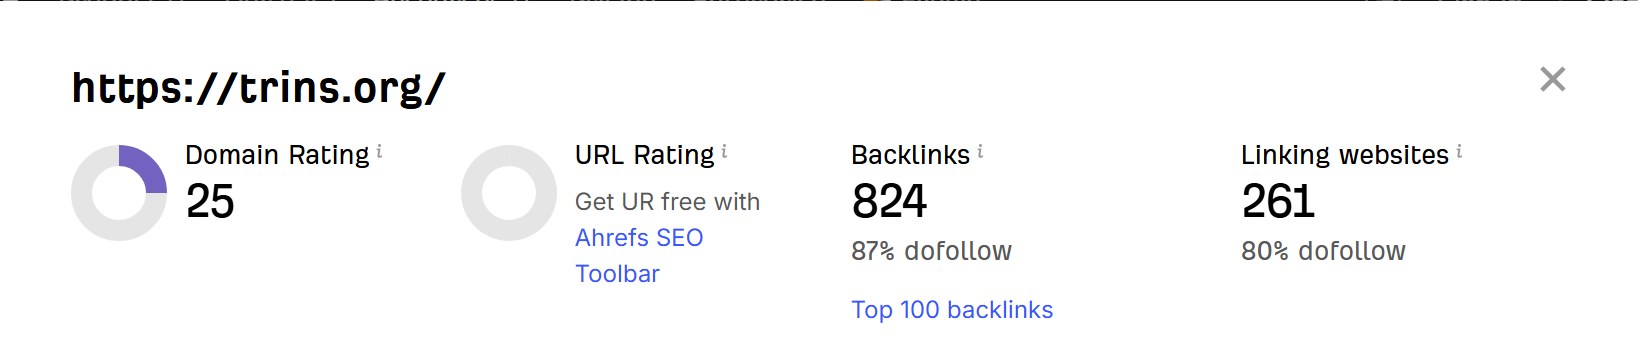 https://trins.org/
Domain Rating i
25
URL Rating i
Get UR free with
Ahrefs SEO
Toolbar
Backlinks i
824
87% dofollow
Top 100 backlinks
Linking websites i
261
80% dofollow